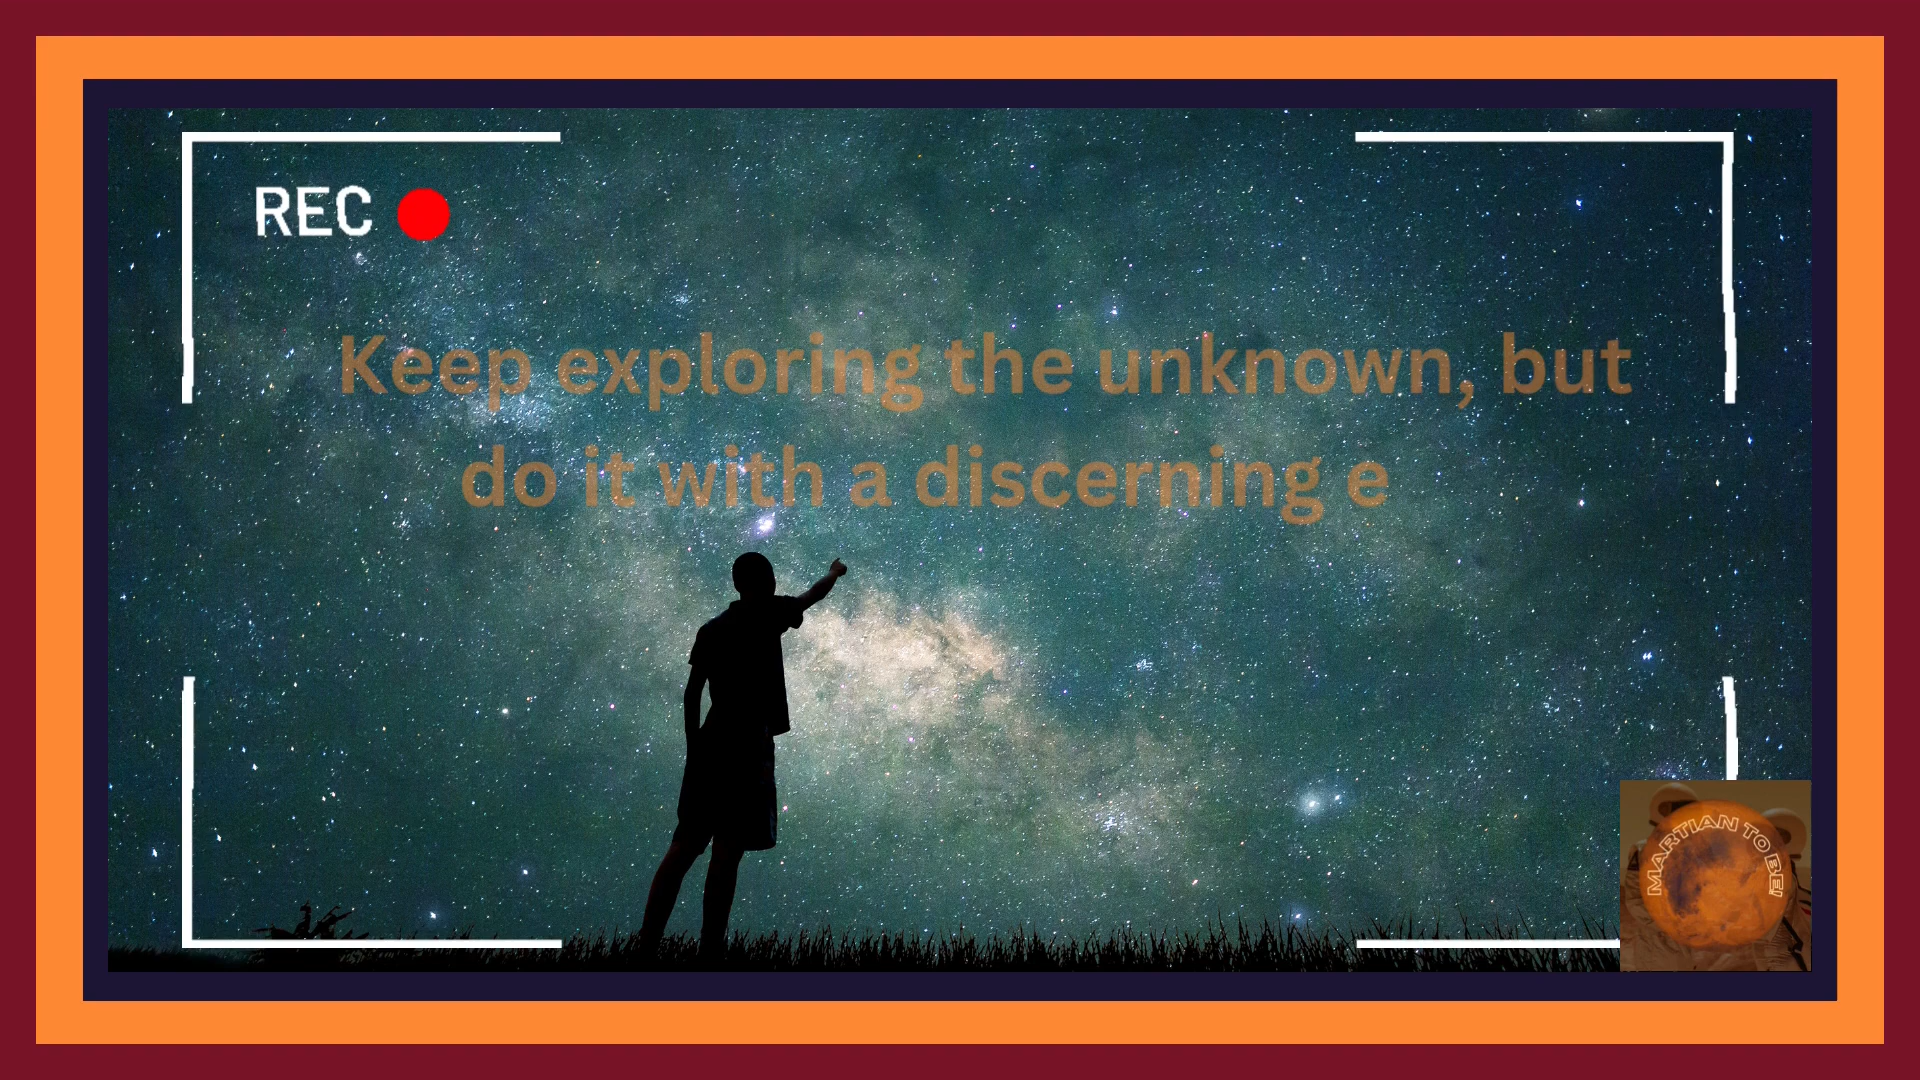 REC
Keep exploring the unknown, but
do it with a discerning e
MARTIAN TO BE!